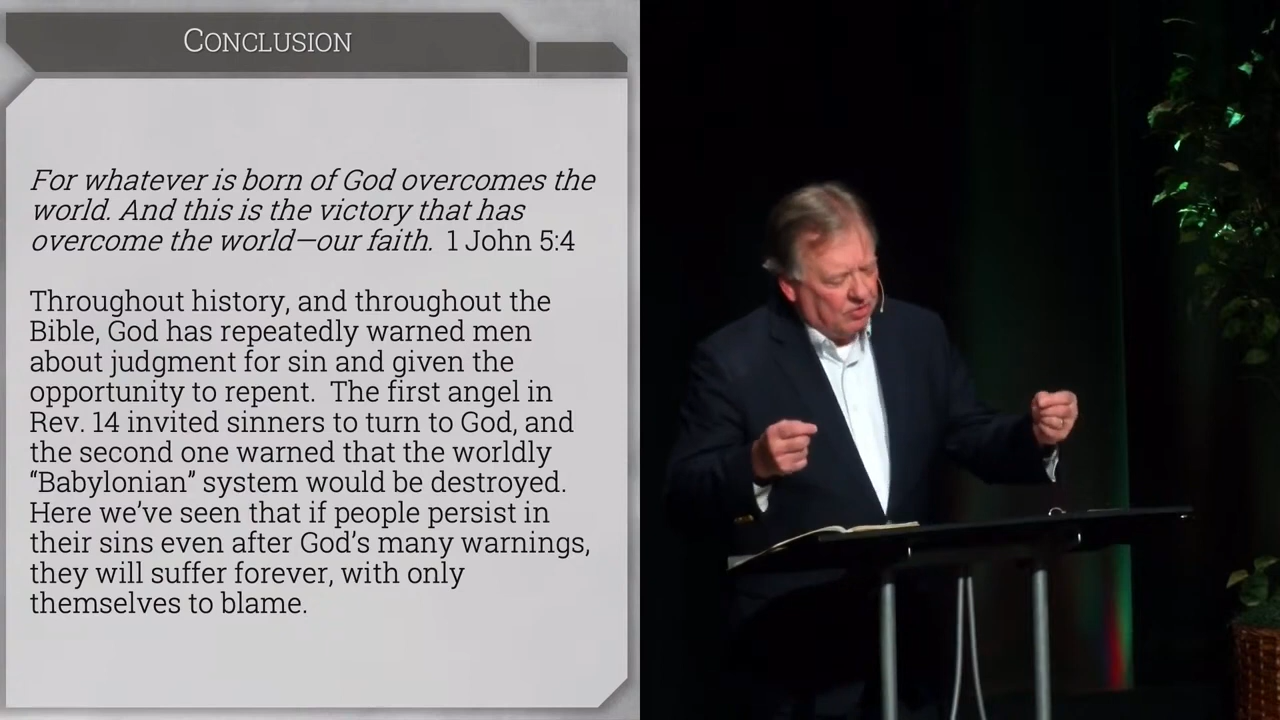 CONCLUSION
For whatever is born of God overcomes the
world. And this is the victory that has
overcome the world—our faith.  1 John 5:4
Throughout history, and throughout the
Bible, God has repeatedly warned men
about judgment for sin and given the
opportunity to repent.  The first angel in
Rev. 14 invited sinners to turn to God, and
the second one warned that the worldly
“Babylonian” system would be destroyed.
Here we’ve seen that if people persist in
their sins even after God’s many warnings,
they will suffer forever, with only
themselves to blame.